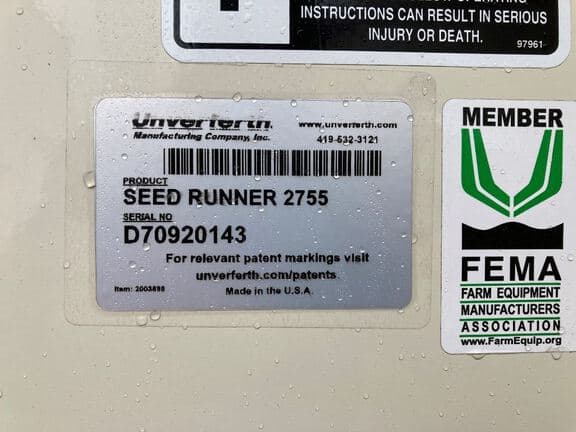 INSTRUCTIONS CAN RESULT IN SERIOUS
INJURY OR DEATH.
97961
Unverferth
Manufacturing Company, Inc.
www.unverferth.com
419-532-3121
PRODUCT
SEED RUNNER 2755
SERIAL NO
D70920143
For relevant patent markings visit
unverferth.com/patents
Item: 2003898
Made in the U.S.A
MEMBER
FEMA
FARM EQUIPMENT
MANUFACTURERS
ASSOCIATION
www.FarmEquip.org